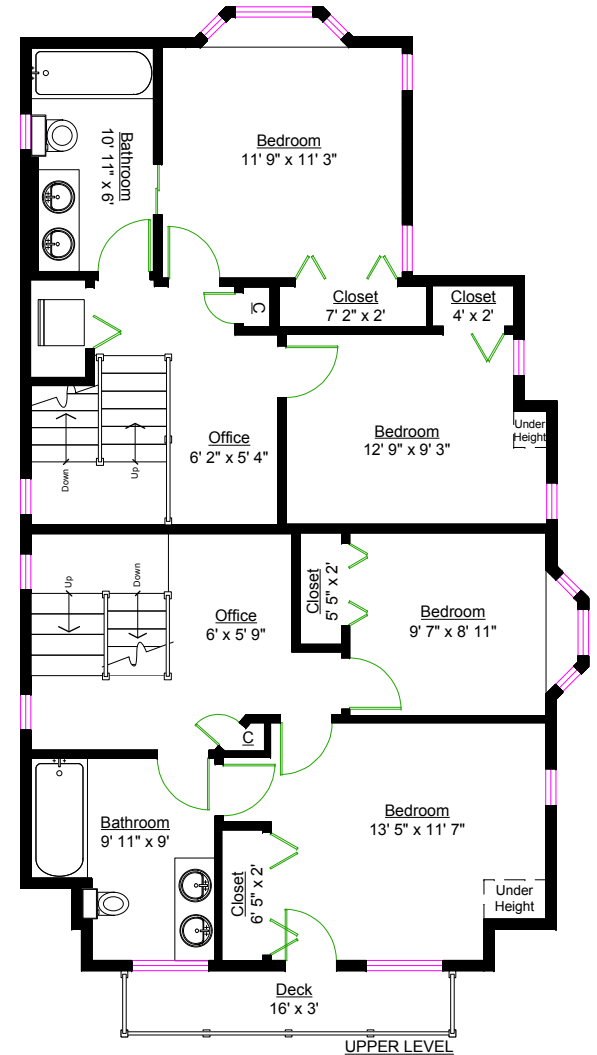 Bathroom
10' 11" x 6'
Bedroom
11' 9" x 11' 3"
C
Closet
7' 2" x 2'
Closet
4' x 2'
Office
6' 2" x 5' 4"
Down
Up
Bedroom
12' 9" x 9' 3"
Under
Height
Up
Down
Office
6' x 5' 9"
Closet
5' 5" x 2'
Bedroom
9' 7" x 8' 11"
C
Bathroom
9' 11" x 9'
Bedroom
13' 5" x 11' 7"
Closet
6' 5" x 2'
Under
Height
Deck
16' x 3'
UPPER LEVEL